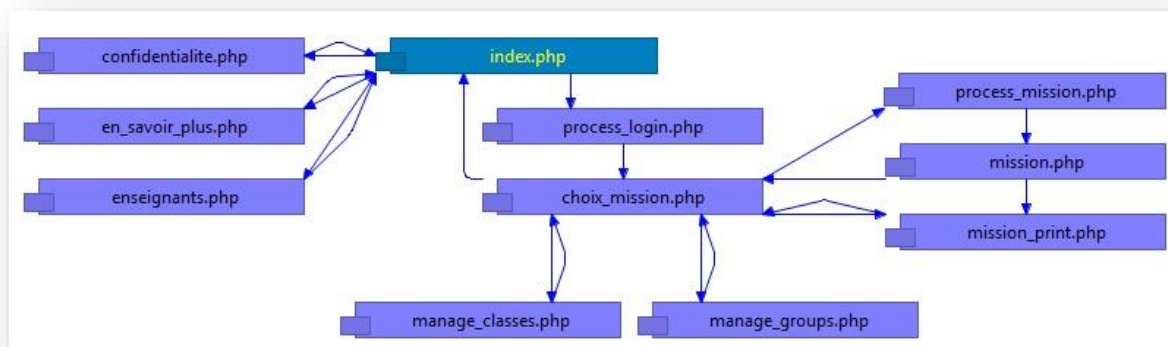 confidentialite.php
index.php
en_savoir_plus.php
process_login.php
process_mission.php
enseignants.php
choix_mission.php
mission.php
mission_print.php
manage_classes.php
manage_groups.php